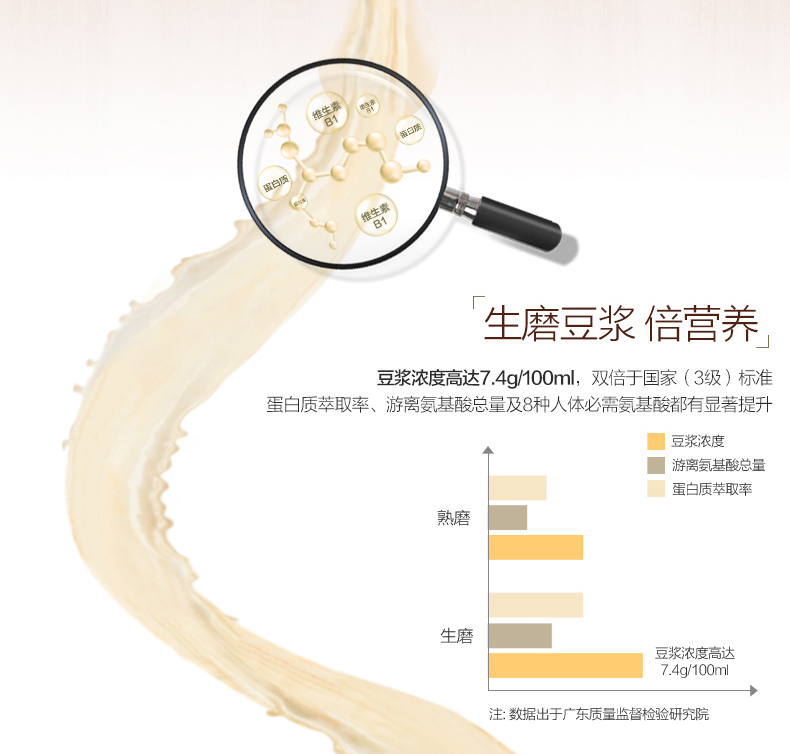 维生素
B1
维生素
B1
蛋白质
蛋白质
维生素
B1
「生磨豆浆 倍营养」
豆浆浓度高达7.4g/100ml，双倍于国家（3级）标准
蛋白质萃取率、游离氨基酸总量及8种人体必需氨基酸都有显著提升
豆浆浓度
游离氨基酸总量
蛋白质萃取率
熟磨
生磨
豆浆浓度高达
7.4g/100ml
注: 数据出于广东质量监督检验研究院